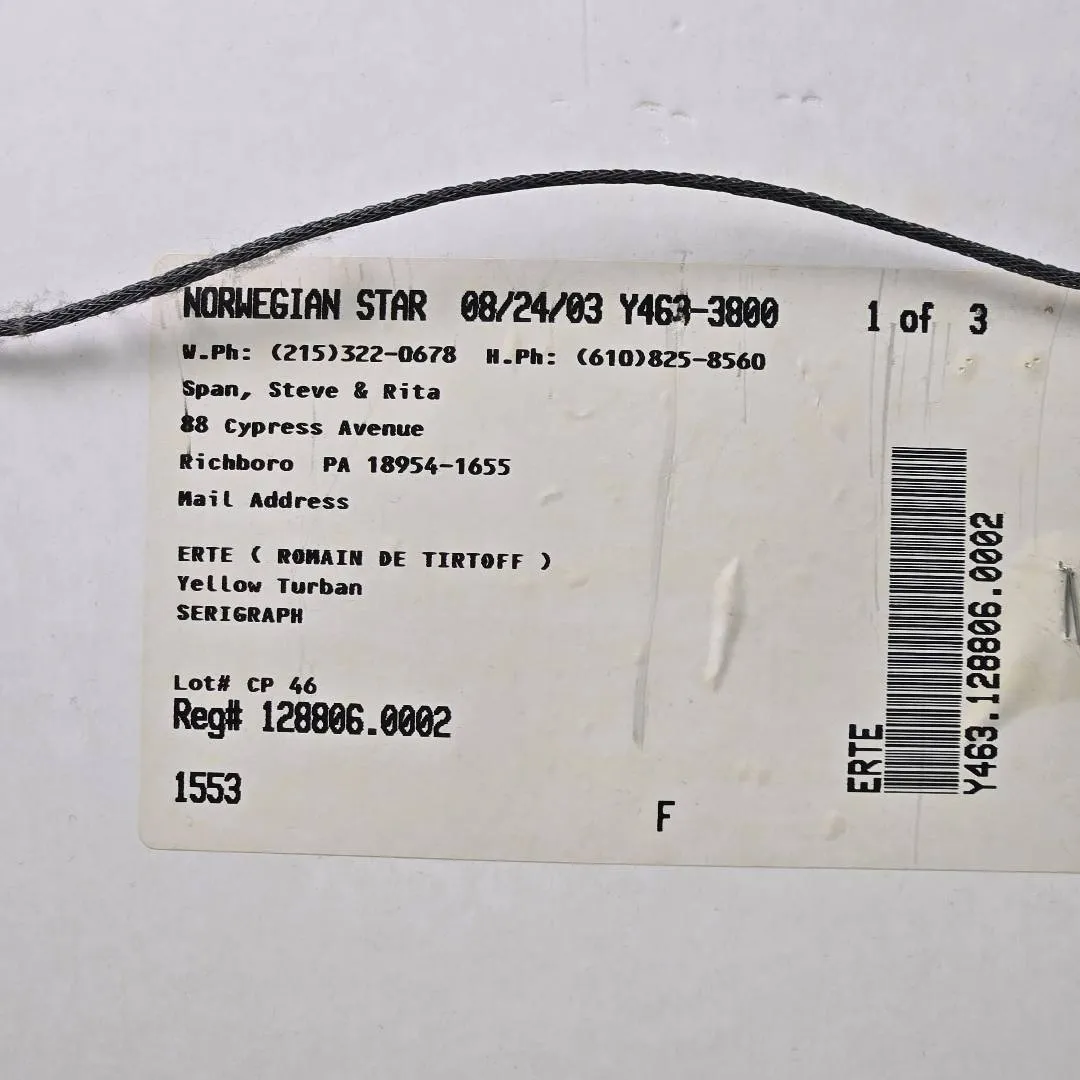 NORWEGIAN STAR 08/24/03 Y463-3800 1 of 3
W.Ph: (215)322-0678 H.Ph: (610)825-8560
Span, Steve & Rita
88 Cypress Avenue
Richboro PA 18954-1655
Mail Address
ERTE ( ROMAIN DE TIRTOFF )
Yellow Turban
SERIGRAPH
Lot# CP 46
Reg# 128806.0002
1553
F
ERTE
Y463.128806.0002